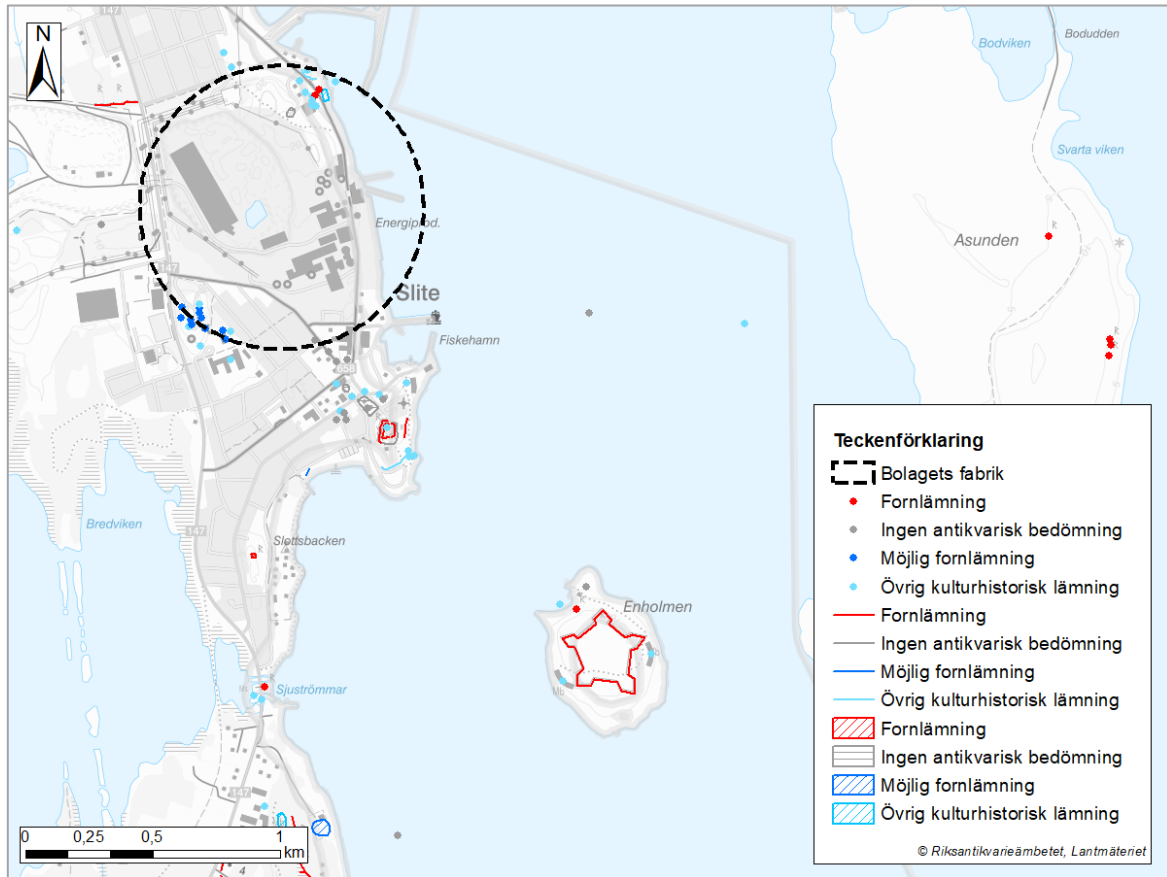 N
Bodviken
Bodudden
Svarta viken
Asunden
Energiprod.
147
Slite
Fiskehamn
658
Bredviken
147
Slottsbacken
Enholmen
Mb
Sjuströmmar
147
4
0 0,25 0,5 1
km
Teckenförklaring
Bolagets fabrik
Fornlämning
Ingen antikvarisk bedömning
Möjlig fornlämning
Övrig kulturhistorisk lämning
Fornlämning
Ingen antikvarisk bedömning
Möjlig fornlämning
Övrig kulturhistorisk lämning
Fornlämning
Ingen antikvarisk bedömning
Möjlig fornlämning
Övrig kulturhistorisk lämning
© Riksantikvarieämbetet, Lantmäteriet